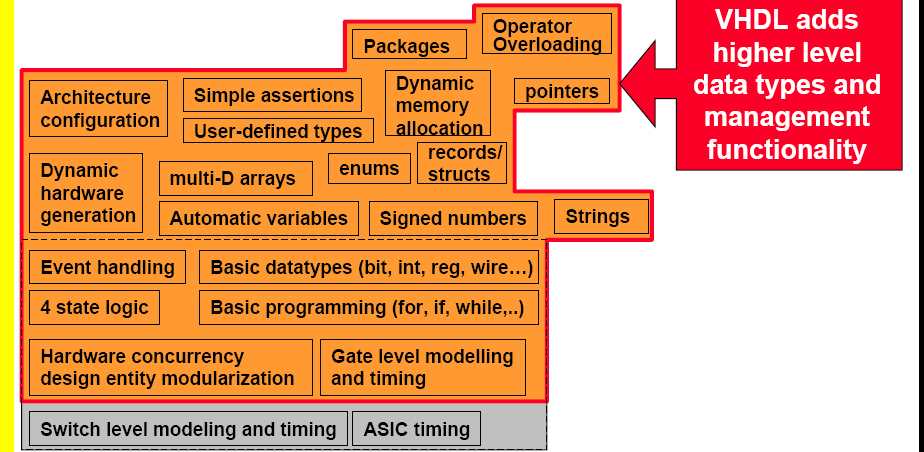 Packages
Operator
Overloading
VHDL adds
higher level
data types and
management
functionality
Architecture
configuration
Simple assertions
User-defined types
Dynamic
memory
allocation
pointers
Dynamic
hardware
generation
multi-D arrays
enums
records/
structs
Automatic variables
Signed numbers
Strings
Event handling
Basic datatypes (bit, int, reg, wire…)
4 state logic
Basic programming (for, if, while,..)
Hardware concurrency
design entity modularization
Gate level modelling
and timing
Switch level modeling and timing
ASIC timing